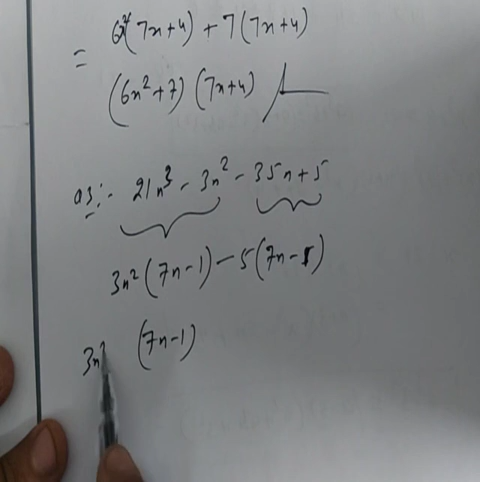 = 6x²(7x+4) + 7(7x+4)
(6x²+7) (7x+4)
Q3:- 21x³ - 3x² - 35x + 5
3x²(7x-1) - 5(7x-1)
3x² (7x-1)